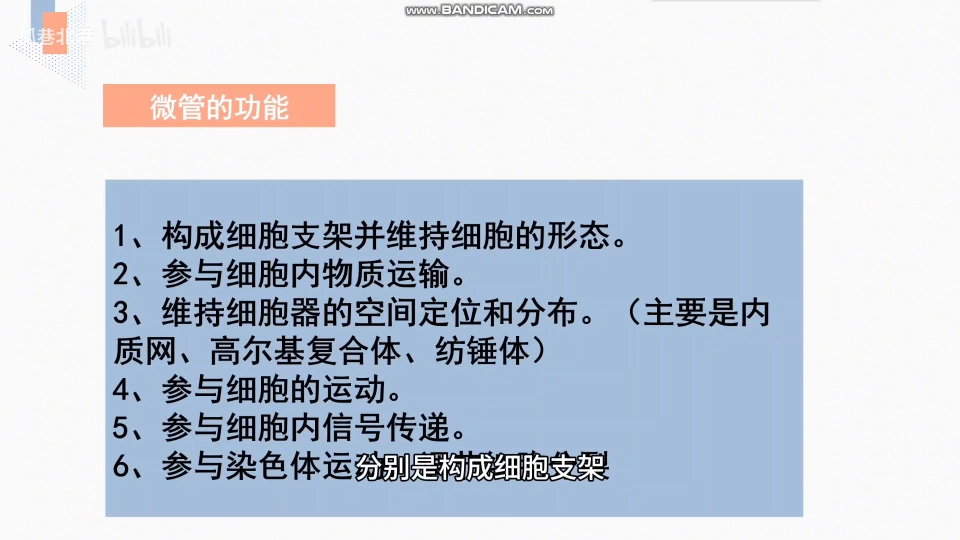 www.BANDICAM.com
bilibili
微管的功能
1、构成细胞支架并维持细胞的形态。
2、参与细胞内物质运输。
3、维持细胞器的空间定位和分布。（主要是内
质网、高尔基复合体、纺锤体）
4、参与细胞的运动。
5、参与细胞内信号传递。
6、参与染色体运
分别是构成细胞支架